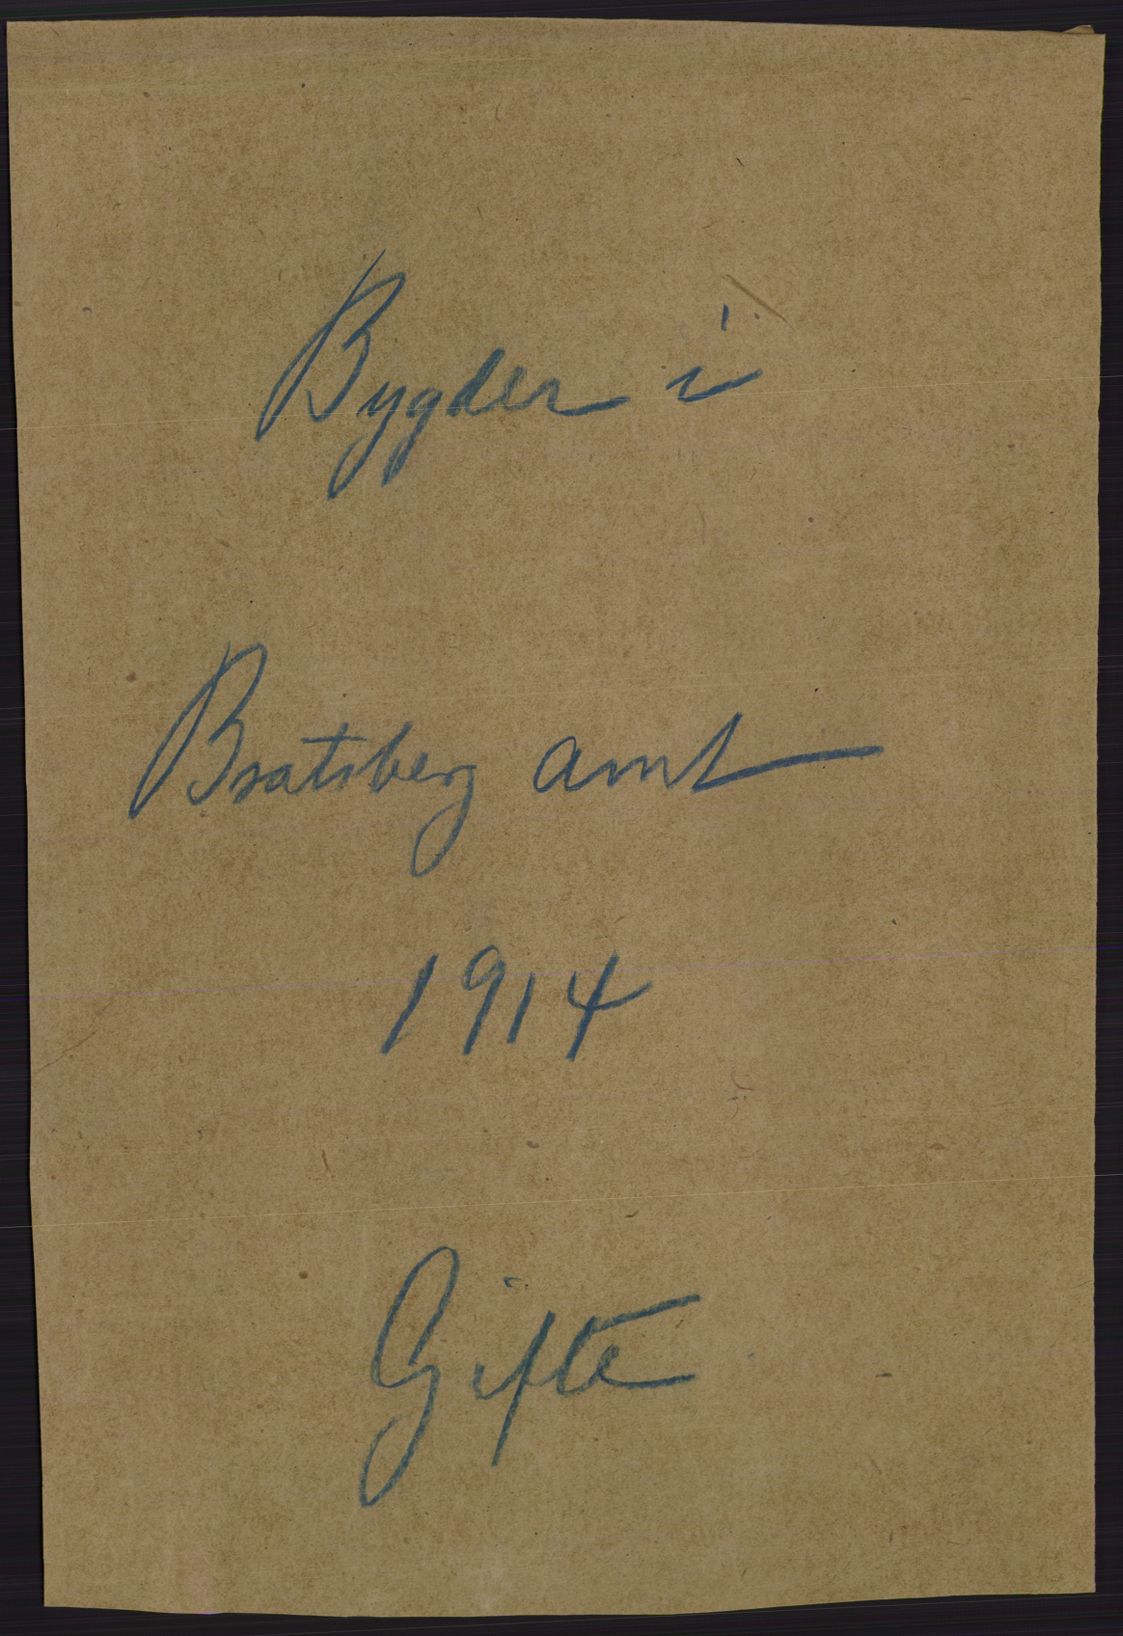 Bygder i
Bratsberg amt
1914
Gifte